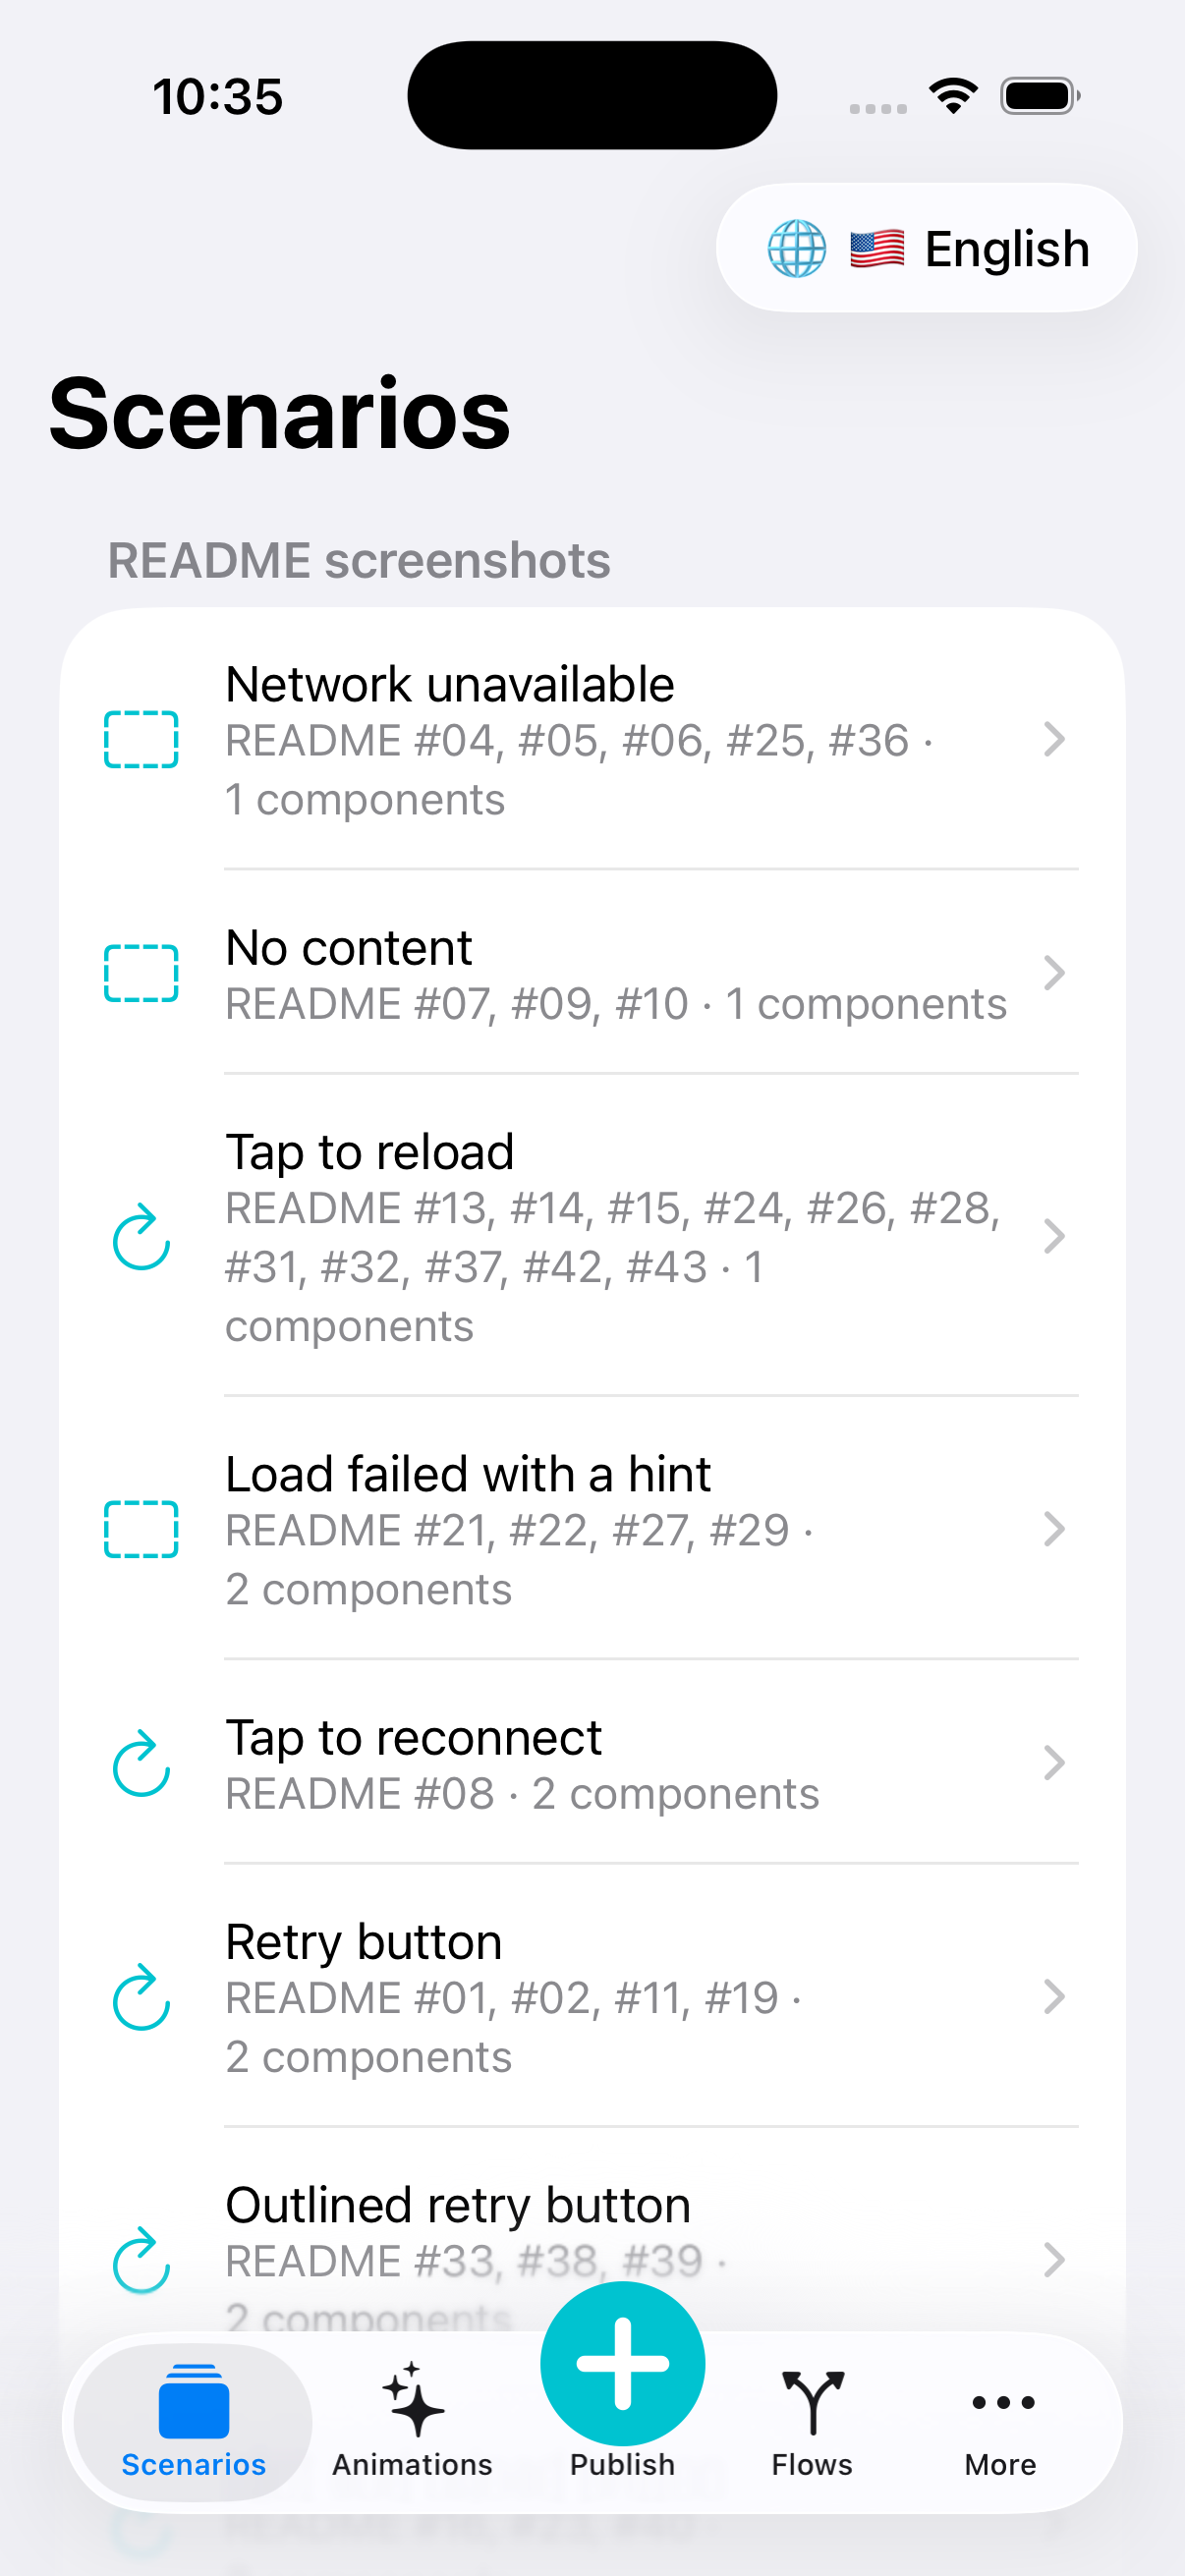 10:35
English
Scenarios
README screenshots
Network unavailable
README #04, #05, #06, #25, #36 ·
1 components
No content
README #07, #09, #10 · 1 components
Tap to reload
README #13, #14, #15, #24, #26, #28,
#31, #32, #37, #42, #43 · 1
components
Load failed with a hint
README #21, #22, #27, #29 ·
2 components
Tap to reconnect
README #08 · 2 components
Retry button
README #01, #02, #11, #19 ·
2 components
Outlined retry button
README #33, #38, #39 ·
2 components
Scenarios
Animations
Publish
Flows
More